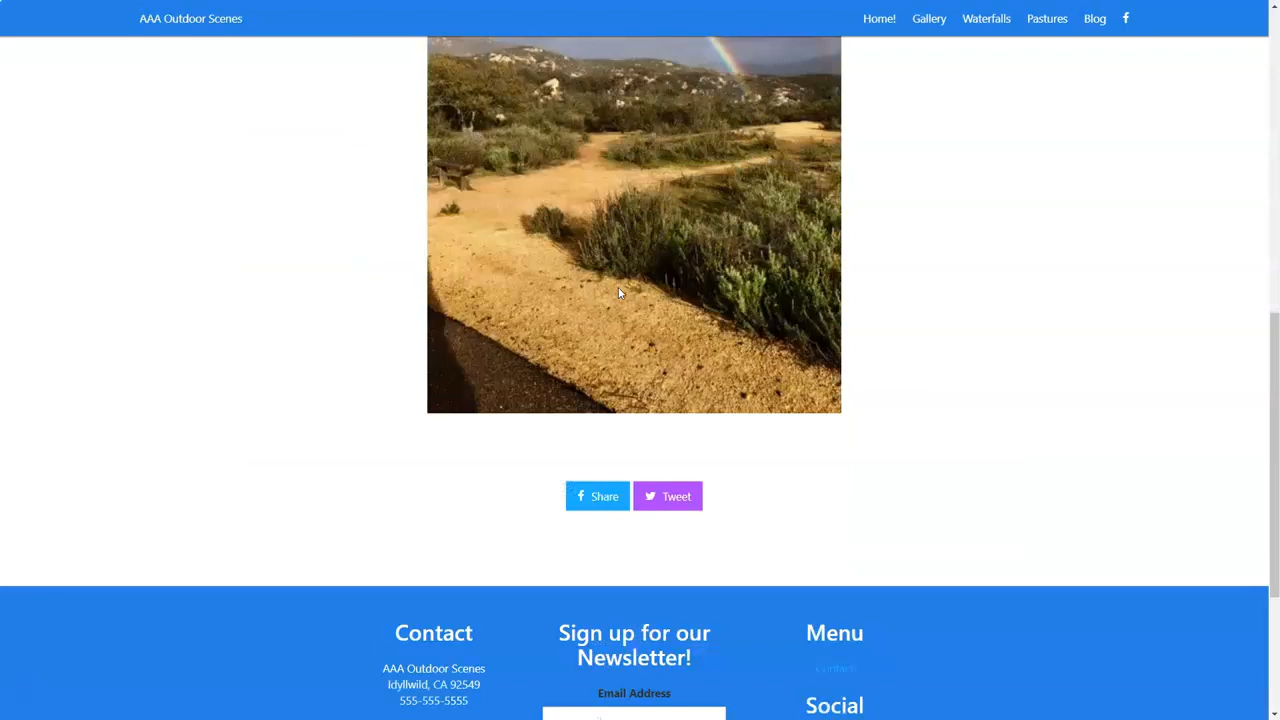 AAA Outdoor Scenes
Home! Gallery Waterfalls Pastures Blog
Share Tweet
Contact
AAA Outdoor Scenes
Idyllwild, CA 92549
555-555-5555
Sign up for our
Newsletter!
Email Address
Menu
Contact
Social